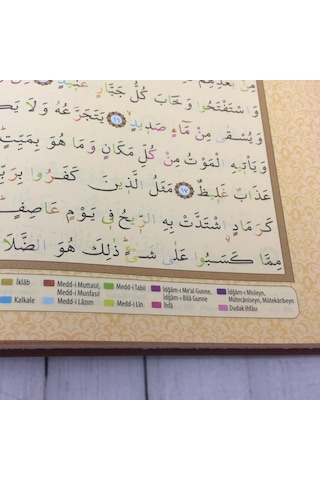 وَاسْتَفْتَحُوا وَخَابَ كُلُّ جَبَّارٍ عَنٖيدٍ
وَيُسْقٰى مِنْ مَٓاءٍ صَدٖيدٍ ١٦ يَتَجَرَّعُهُ وَلَا يَكَ
وَيَأْتٖيهِ الْمَوْتُ مِنْ كُلِّ مَكَانٍ وَمَا هُوَ بِمَيِّتٍ
عَذَابٌ غَلٖيظٌ ١٧ مَثَلُ الَّذٖينَ كَفَرُوا بِرَبِّ
كَرَمَادٍ اشْتَدَّتْ بِهِ الرّٖيحُ فٖي يَوْمٍ عَاصِفٍ
مِمَّا كَسَبُوا عَلٰى شَيْءٍ ذٰلِكَ هُوَ الضَّلَا
İklâb Medd-i Muttasıl, Medd-i Munfasıl Medd-i Tabiî İdğâm-ı Me'al Gunne, İdğâm-ı Bilâ Gunne İdğâm-ı Misleyn, Mütecâniseyn, Mütekâribeyn
Kalkale Medd-i Lâzım Medd-i Lîn İhfâ Dudak İhfâsı